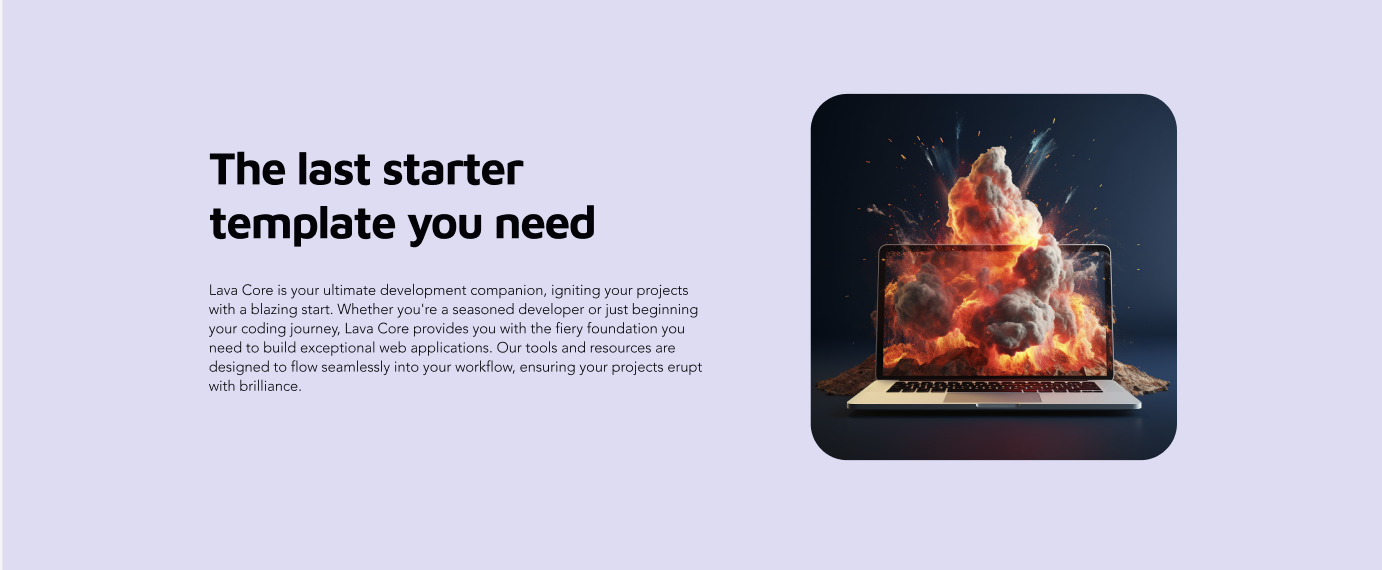 The last starter
template you need
Lava Core is your ultimate development companion, igniting your projects
with a blazing start. Whether you're a seasoned developer or just beginning
your coding journey, Lava Core provides you with the fiery foundation you
need to build exceptional web applications. Our tools and resources are
designed to flow seamlessly into your workflow, ensuring your projects erupt
with brilliance.